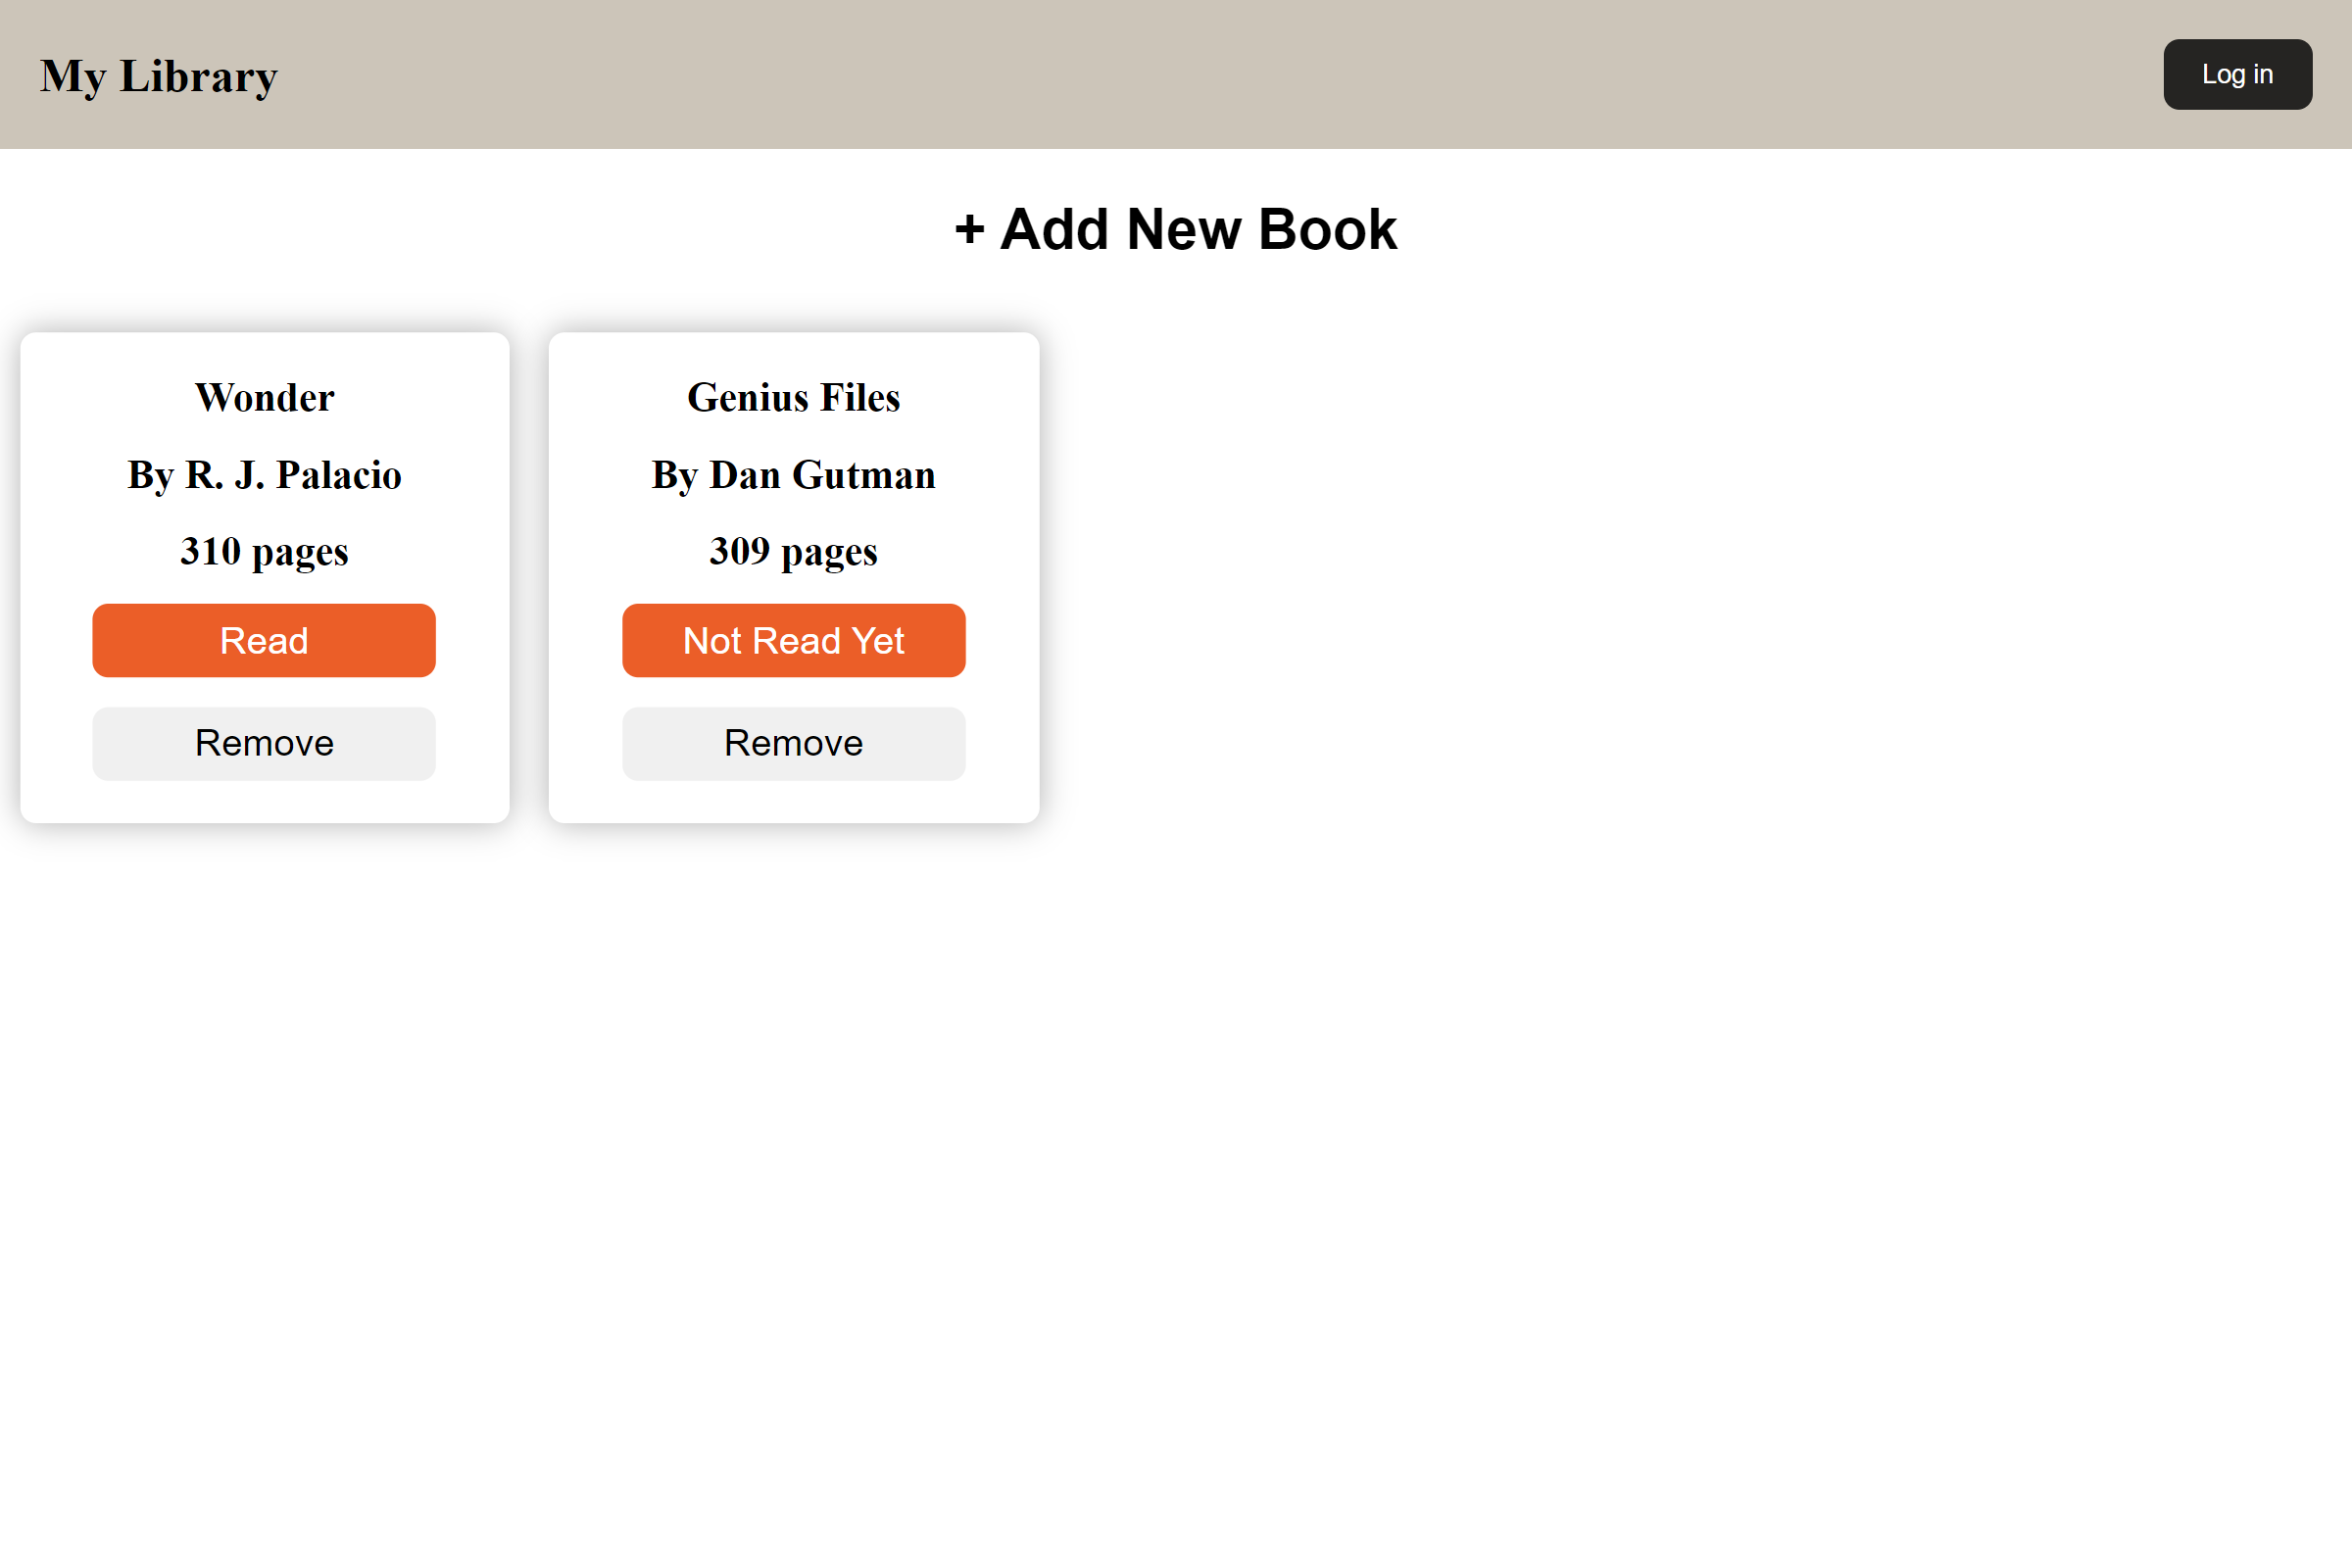 My Library
Log in
+ Add New Book
Wonder
By R. J. Palacio
310 pages
Read
Remove
Genius Files
By Dan Gutman
309 pages
Not Read Yet
Remove